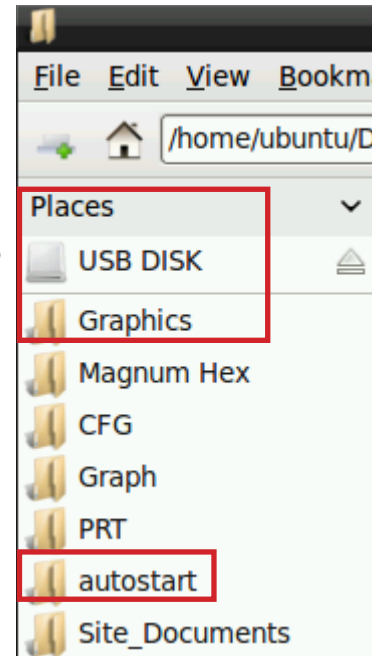 File Edit View Bookm
/home/ubuntu/D
Places
USB DISK
Graphics
Magnum Hex
CFG
Graph
PRT
autostart
Site_Documents